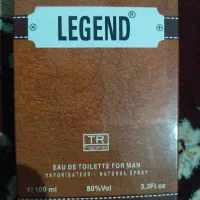 LEGEND®
TR
EAU DE TOILETTE FOR MAN
VAPORISATEUR - NATURAL SPRAY
e 100 ml 80%Vol 3.3Fl.oz